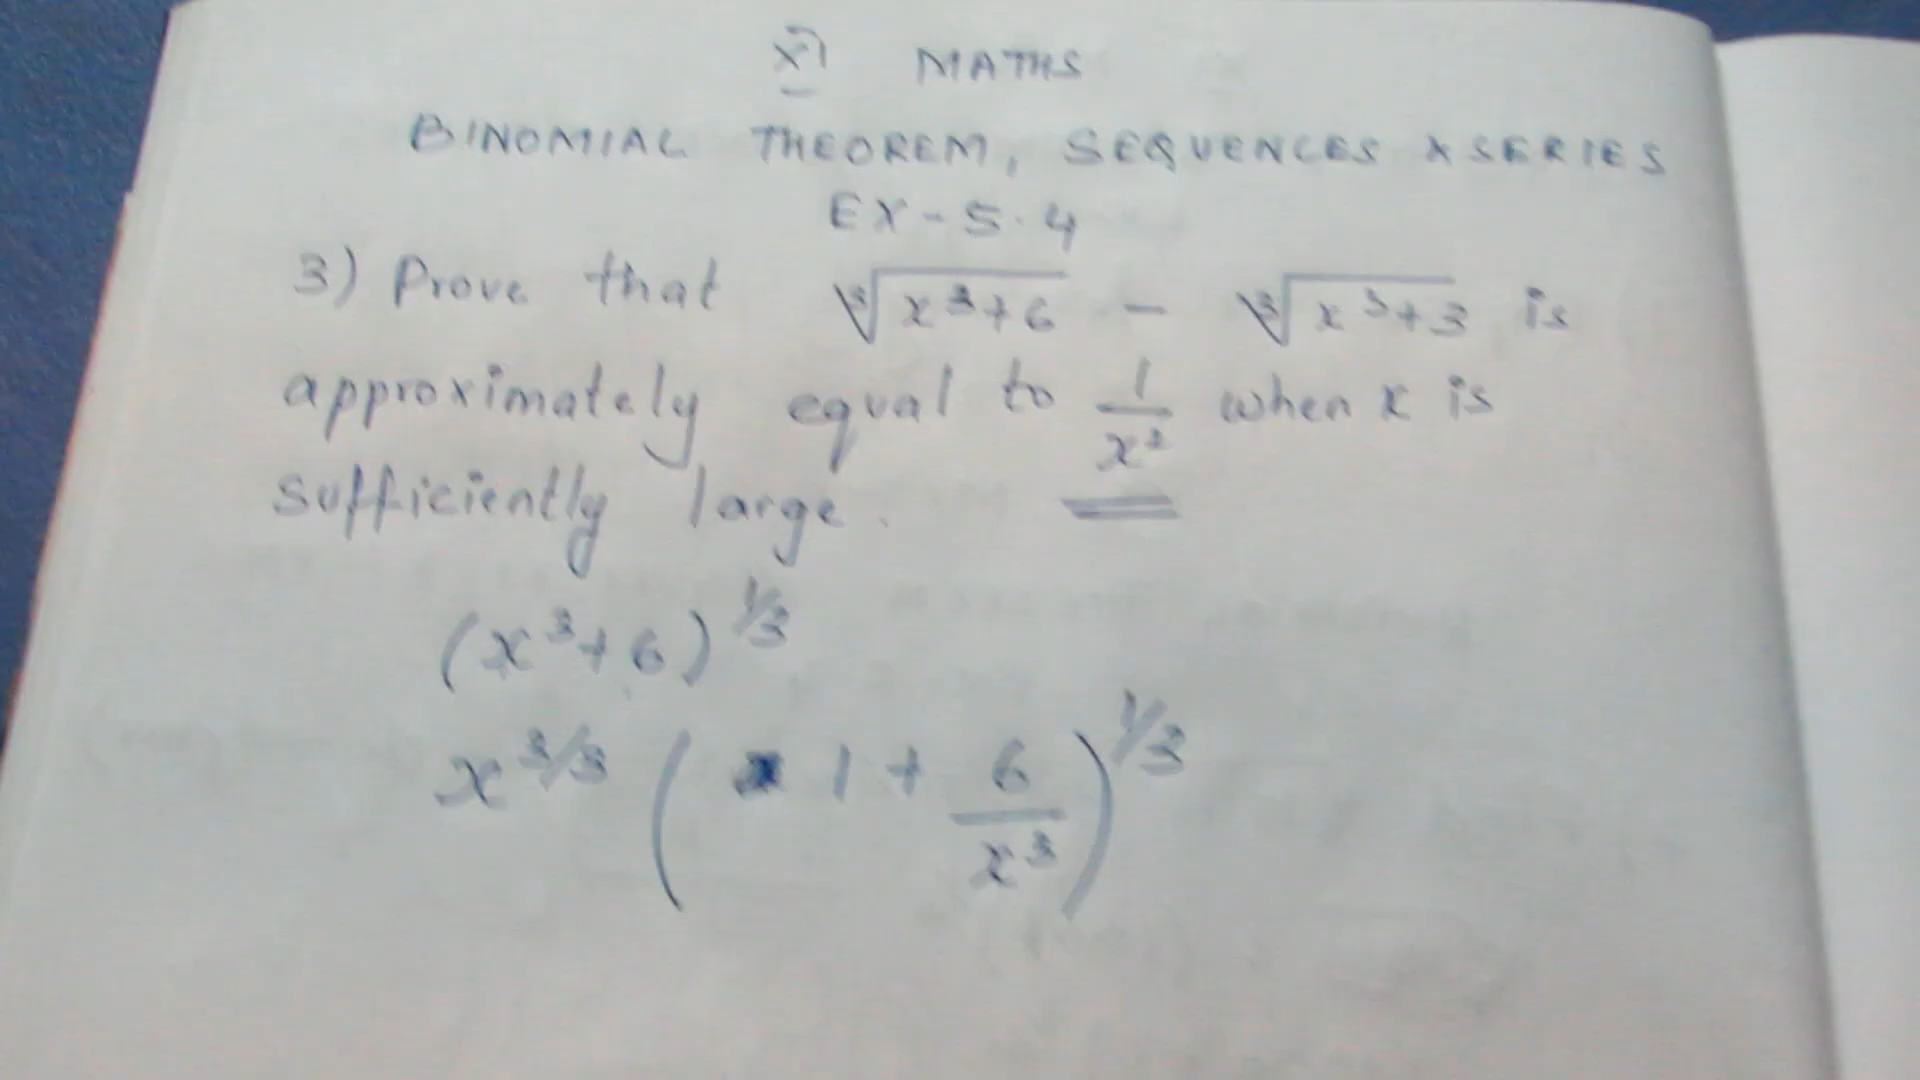 XI MATHS
BINOMIAL THEOREM, SEQUENCES & SERIES
EX-5.4
3) Prove that ∛(x³+6) - ∛(x³+3) is
approximately equal to 1/x² when x is
sufficiently large.
(x³+6)^1/3
x^3/3 (1 + 6/x³)^1/3